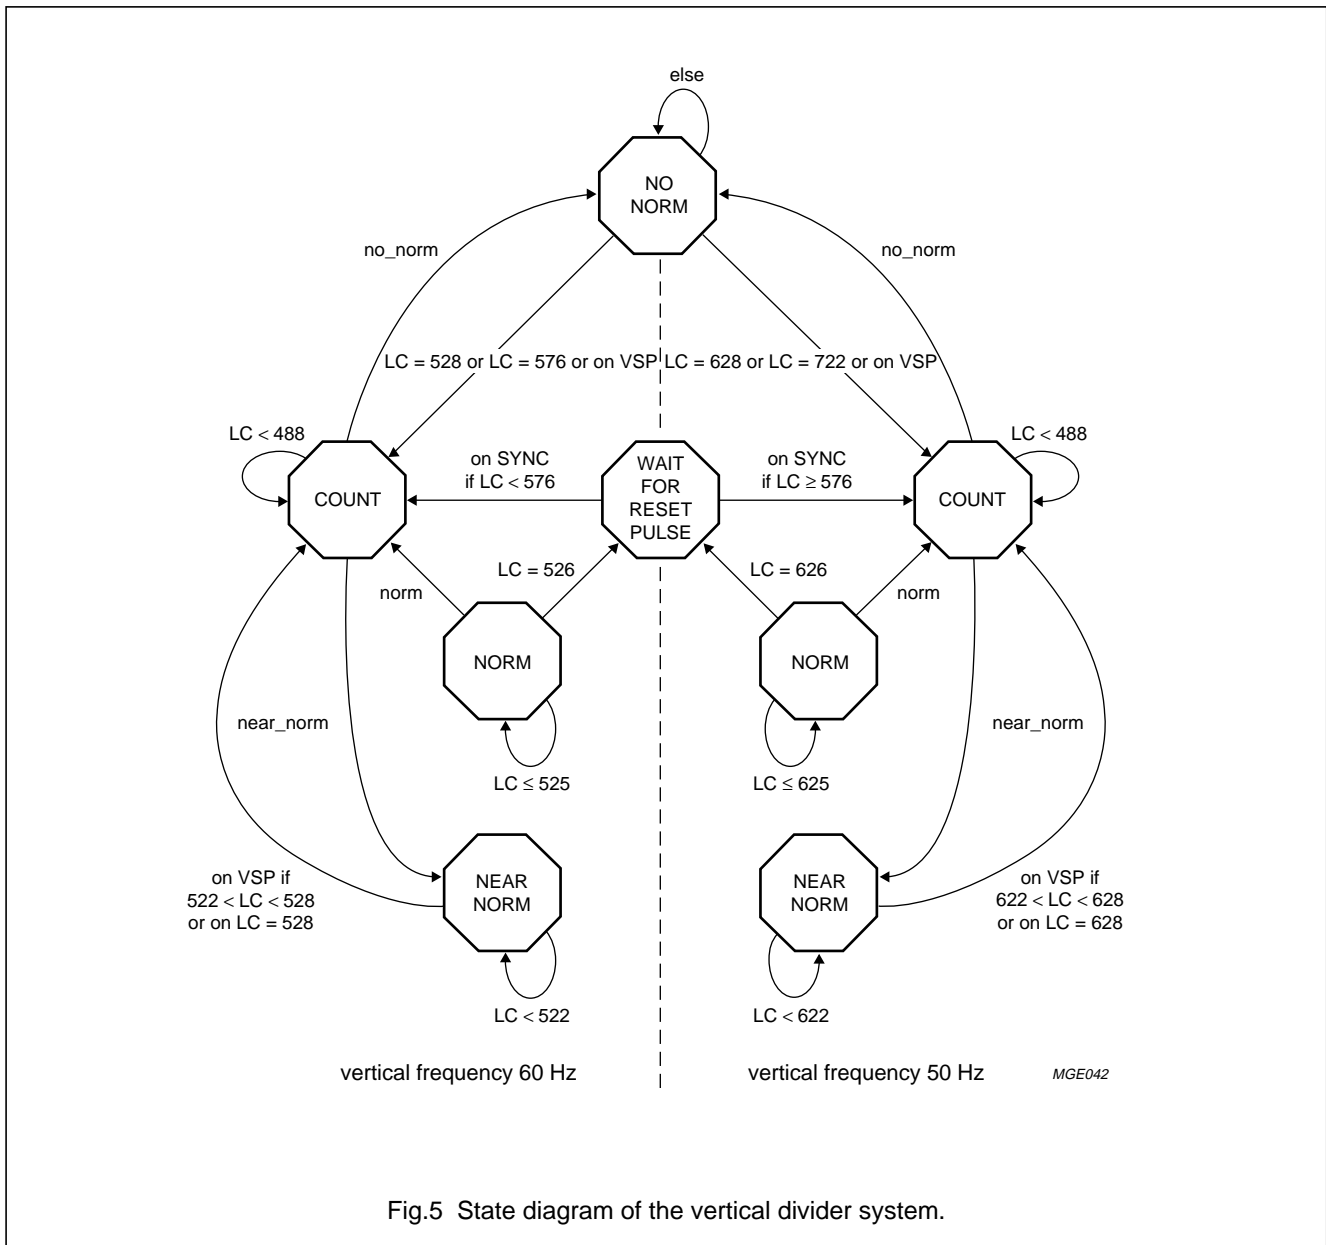 else
NO
NORM
no_norm
no_norm
LC = 528 or LC = 576 or on VSP
LC = 628 or LC = 722 or on VSP
LC < 488
LC < 488
on SYNC
if LC < 576
WAIT
FOR
RESET
PULSE
on SYNC
if LC ≥ 576
COUNT
COUNT
LC = 526
LC = 626
norm
norm
NORM
NORM
near_norm
near_norm
LC ≤ 525
LC ≤ 625
on VSP if
522 < LC < 528
or on LC = 528
NEAR
NORM
NEAR
NORM
on VSP if
622 < LC < 628
or on LC = 628
LC < 522
LC < 622
vertical frequency 60 Hz
vertical frequency 50 Hz
MGE042
Fig.5 State diagram of the vertical divider system.